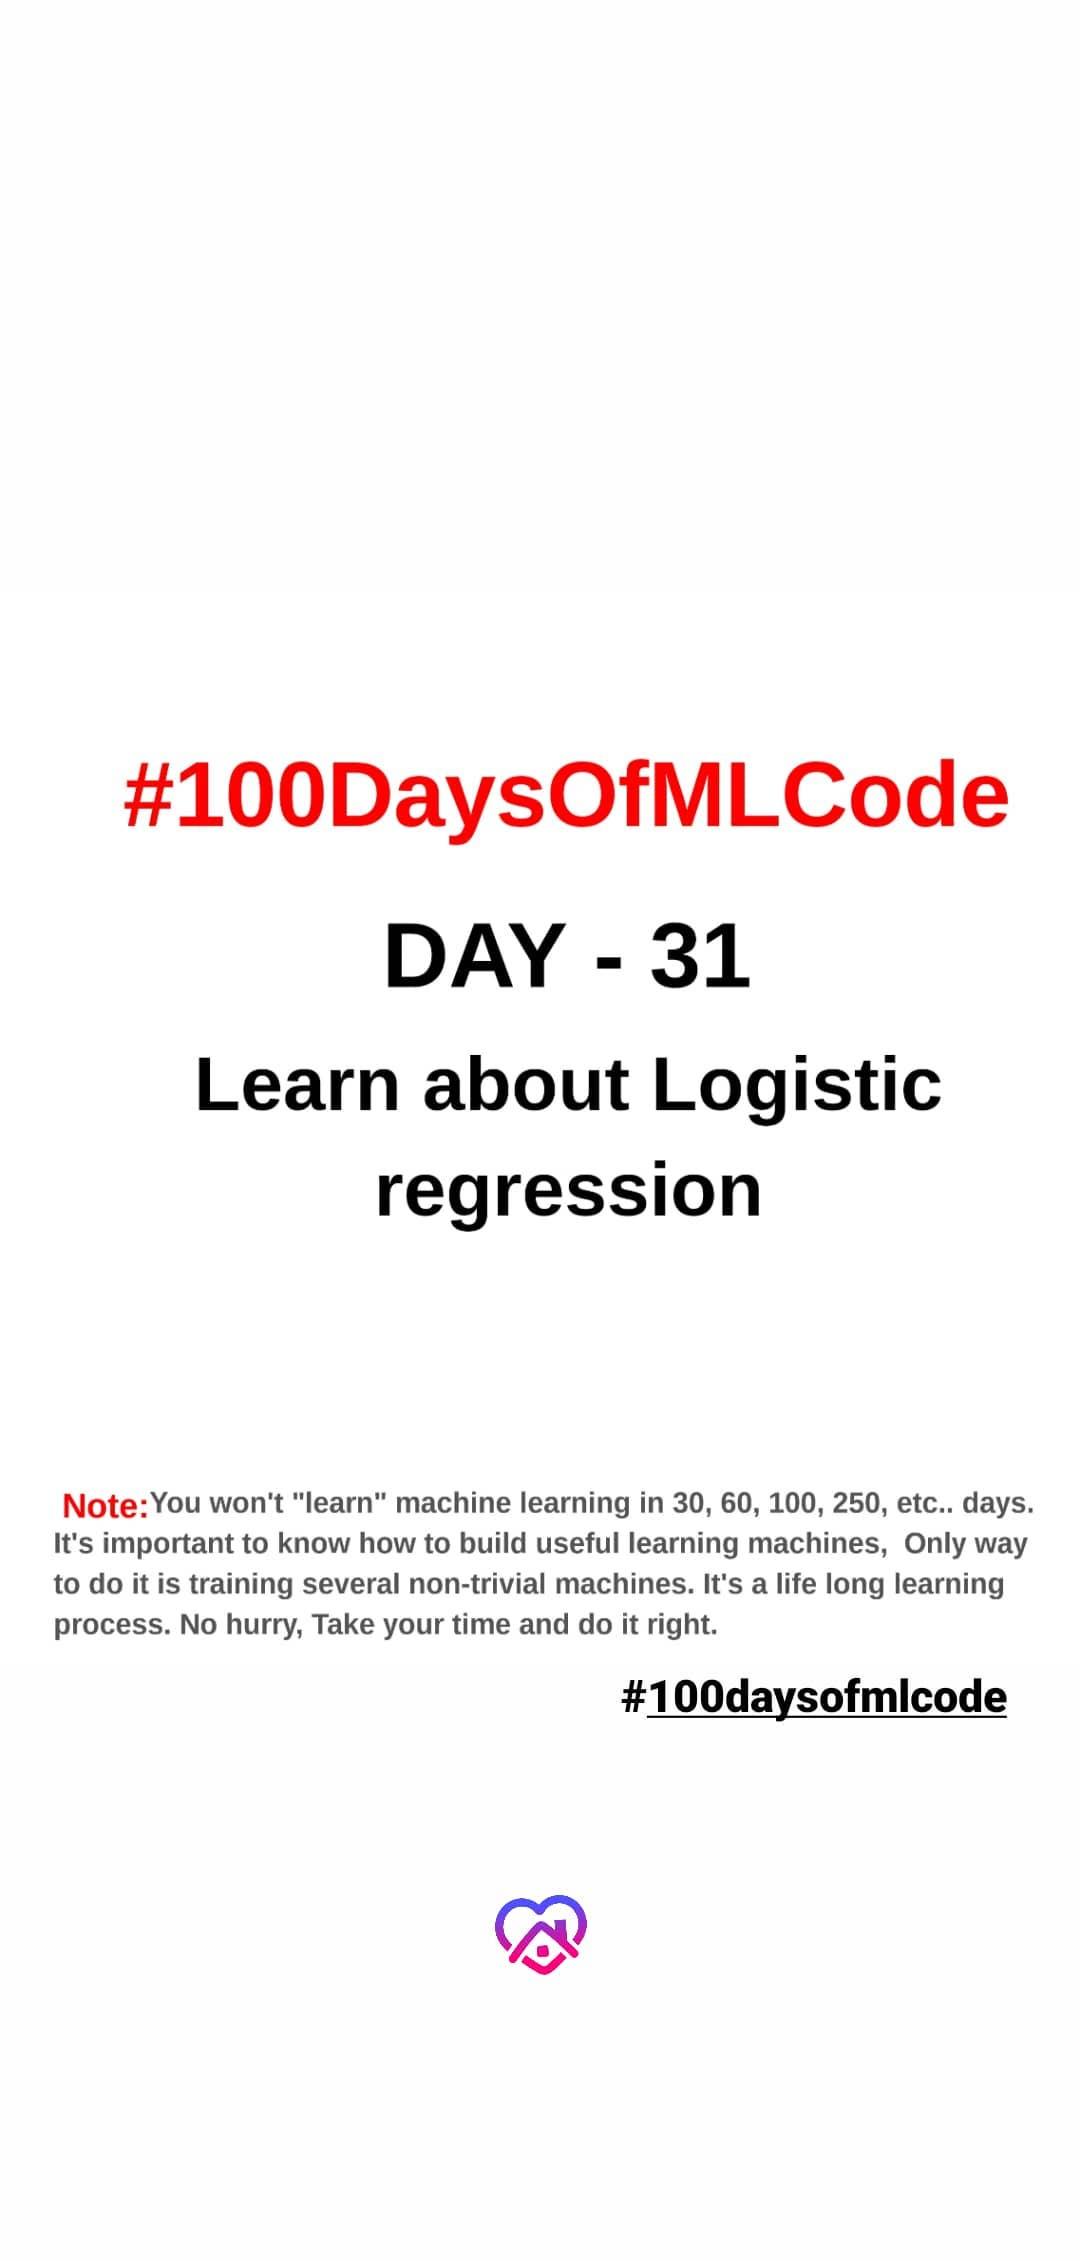 #100DaysOfMLCode
DAY - 31
Learn about Logistic
regression
Note:You won't "learn" machine learning in 30, 60, 100, 250, etc.. days.
It's important to know how to build useful learning machines,  Only way
to do it is training several non-trivial machines. It's a life long learning
process. No hurry, Take your time and do it right.
#100daysofmlcode